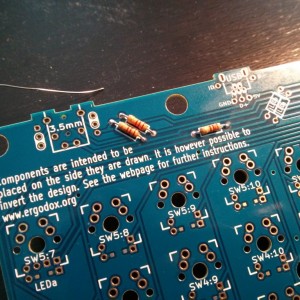 USB
3.5mm
Components are intended to be
placed on the side they are drawn. It is however possible to
invert the design. See the webpage for further instructions.
www.ergodox.org
SW5:7
SW5:8
SW5:9
SW5:10
LEDa
SW4:9
SW4:10